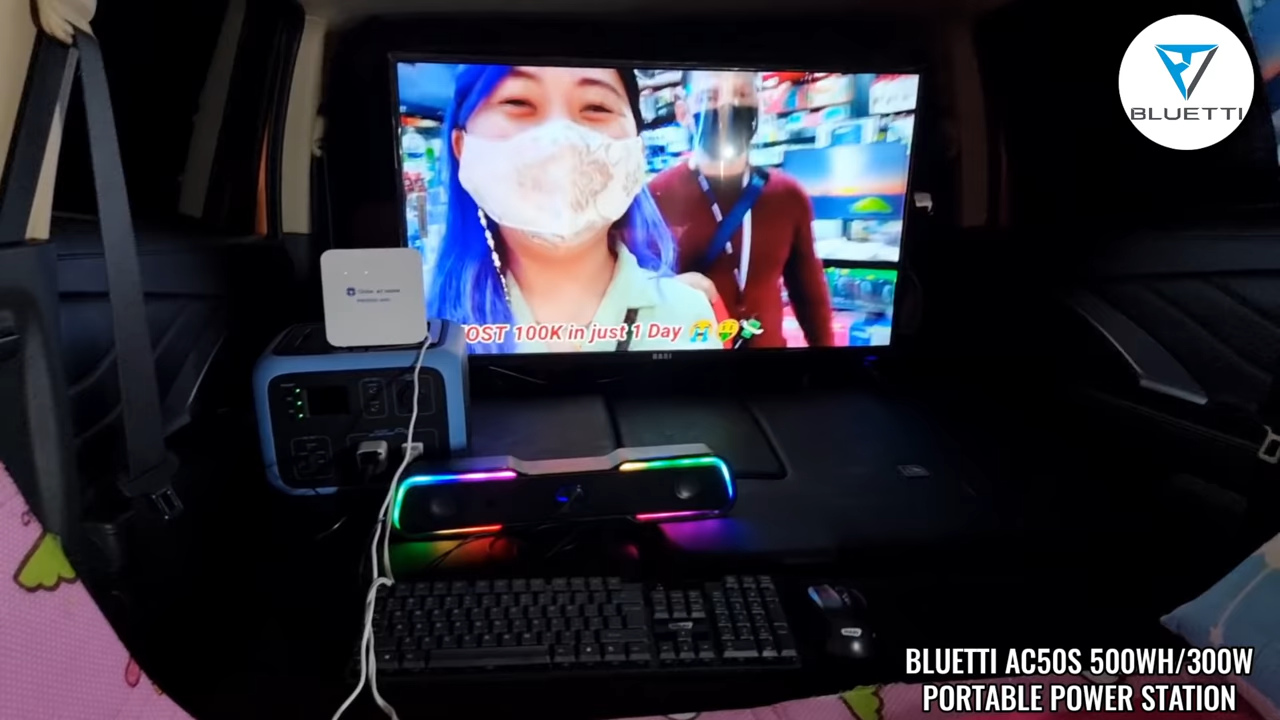 BLUETTI
OST 100K in just 1 Day
BLUETTI AC50S 500WH/300W
PORTABLE POWER STATION